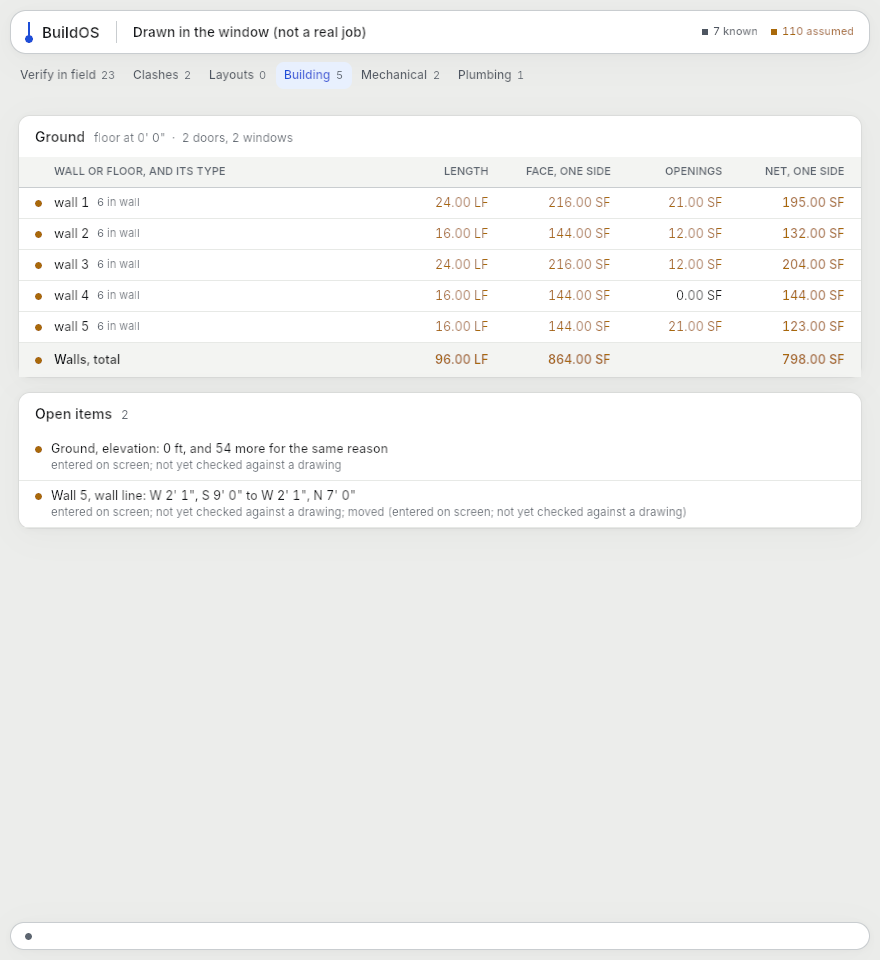 BuildOS
Drawn in the window (not a real job)
7 known
110 assumed
Verify in field 23
Clashes 2
Layouts 0
Building 5
Mechanical 2
Plumbing 1
Ground floor at 0' 0" · 2 doors, 2 windows
WALL OR FLOOR, AND ITS TYPE LENGTH FACE, ONE SIDE OPENINGS NET, ONE SIDE
wall 1 6 in wall 24.00 LF 216.00 SF 21.00 SF 195.00 SF
wall 2 6 in wall 16.00 LF 144.00 SF 12.00 SF 132.00 SF
wall 3 6 in wall 24.00 LF 216.00 SF 12.00 SF 204.00 SF
wall 4 6 in wall 16.00 LF 144.00 SF 0.00 SF 144.00 SF
wall 5 6 in wall 16.00 LF 144.00 SF 21.00 SF 123.00 SF
Walls, total 96.00 LF 864.00 SF 798.00 SF
Open items 2
Ground, elevation: 0 ft, and 54 more for the same reason
entered on screen; not yet checked against a drawing
Wall 5, wall line: W 2' 1", S 9' 0" to W 2' 1", N 7' 0"
entered on screen; not yet checked against a drawing; moved (entered on screen; not yet checked against a drawing)